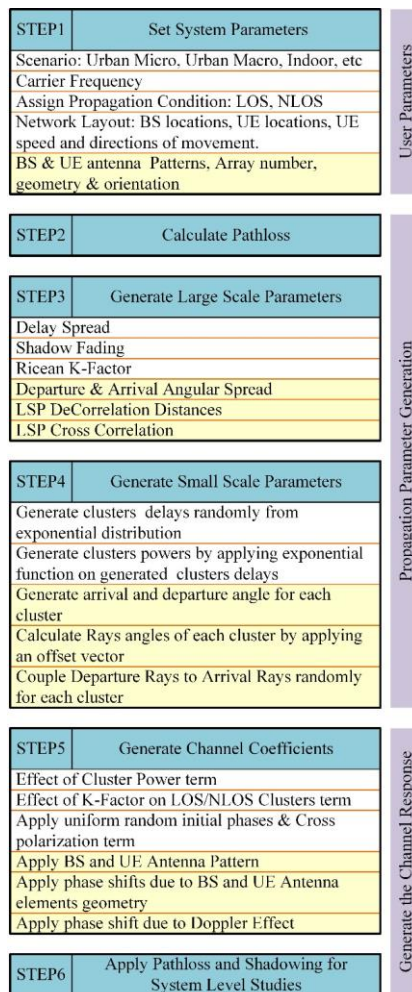 STEP1
Set System Parameters
Scenario: Urban Micro, Urban Macro, Indoor, etc
Carrier Frequency
Assign Propagation Condition: LOS, NLOS
Network Layout: BS locations, UE locations, UE
speed and directions of movement.
BS & UE antenna Patterns, Array number,
geometry & orientation
User Parameters
STEP2
Calculate Pathloss
STEP3
Generate Large Scale Parameters
Delay Spread
Shadow Fading
Ricean K-Factor
Departure & Arrival Angular Spread
LSP DeCorrelation Distances
LSP Cross Correlation
STEP4
Generate Small Scale Parameters
Generate clusters delays randomly from
exponential distribution
Generate clusters powers by applying exponential
function on generated clusters delays
Generate arrival and departure angle for each
cluster
Calculate Rays angles of each cluster by applying
an offset vector
Couple Departure Rays to Arrival Rays randomly
for each cluster
Propagation Parameter Generation
STEP5
Generate Channel Coefficients
Effect of Cluster Power term
Effect of K-Factor on LOS/NLOS Clusters term
Apply uniform random initial phases & Cross
polarization term
Apply BS and UE Antenna Pattern
Apply phase shifts due to BS and UE Antenna
elements geometry
Apply phase shift due to Doppler Effect
STEP6
Apply Pathloss and Shadowing for
System Level Studies
Generate the Channel Response